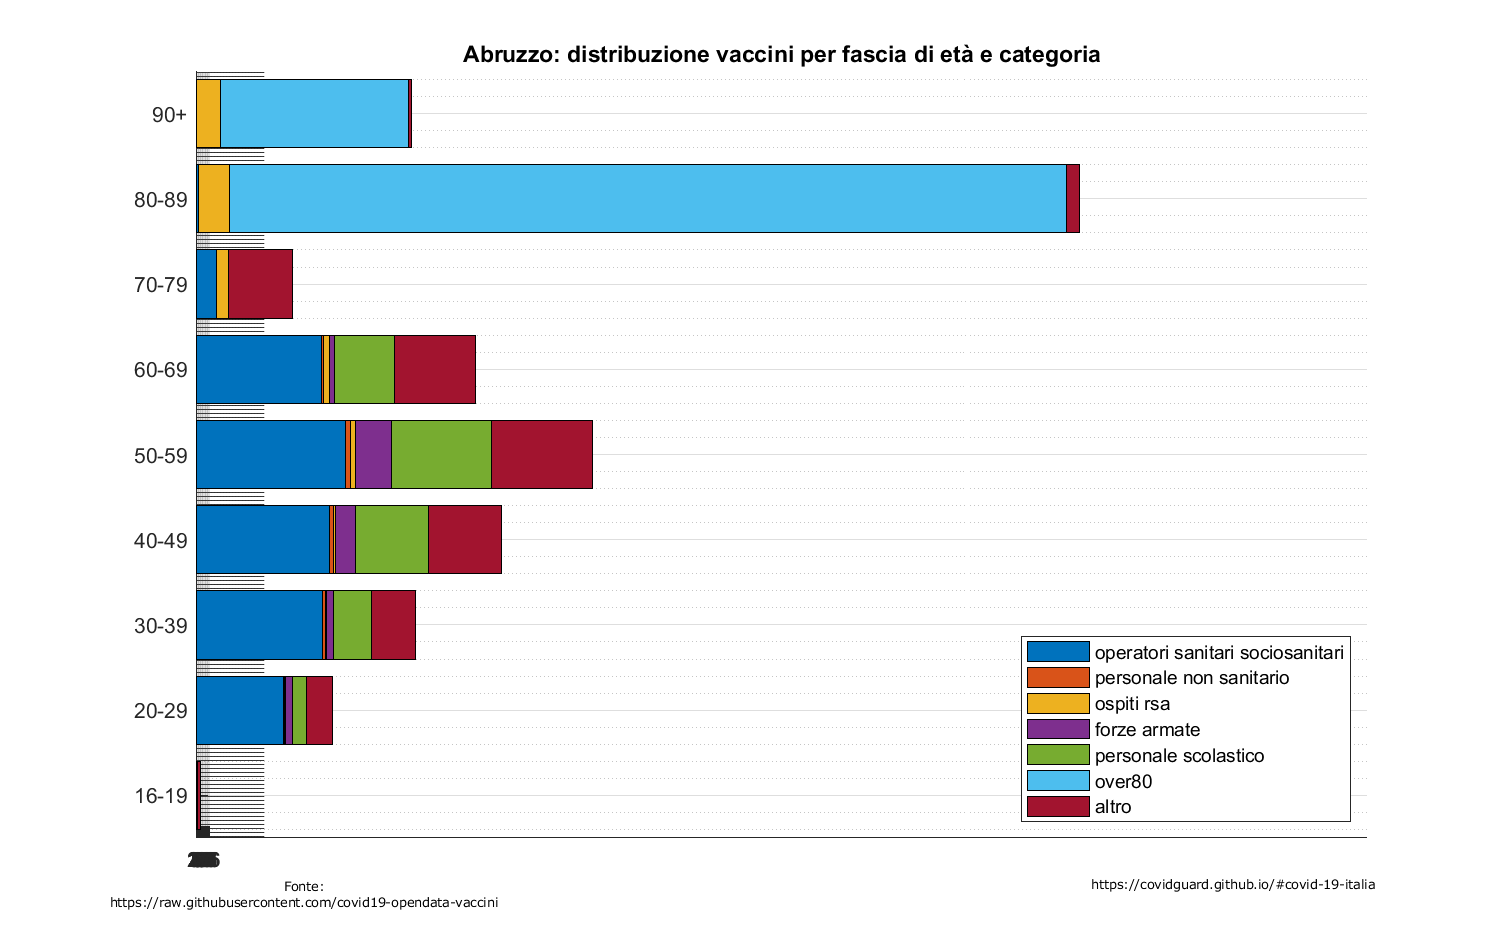 Abruzzo: distribuzione vaccini per fascia di età e categoria
90+
80-89
70-79
60-69
50-59
40-49
30-39
20-29
16-19
operatori sanitari sociosanitari
personale non sanitario
ospiti rsa
forze armate
personale scolastico
over80
altro
Fonte:
https://raw.githubusercontent.com/covid19-opendata-vaccini
https://covidguard.github.io/#covid-19-italia